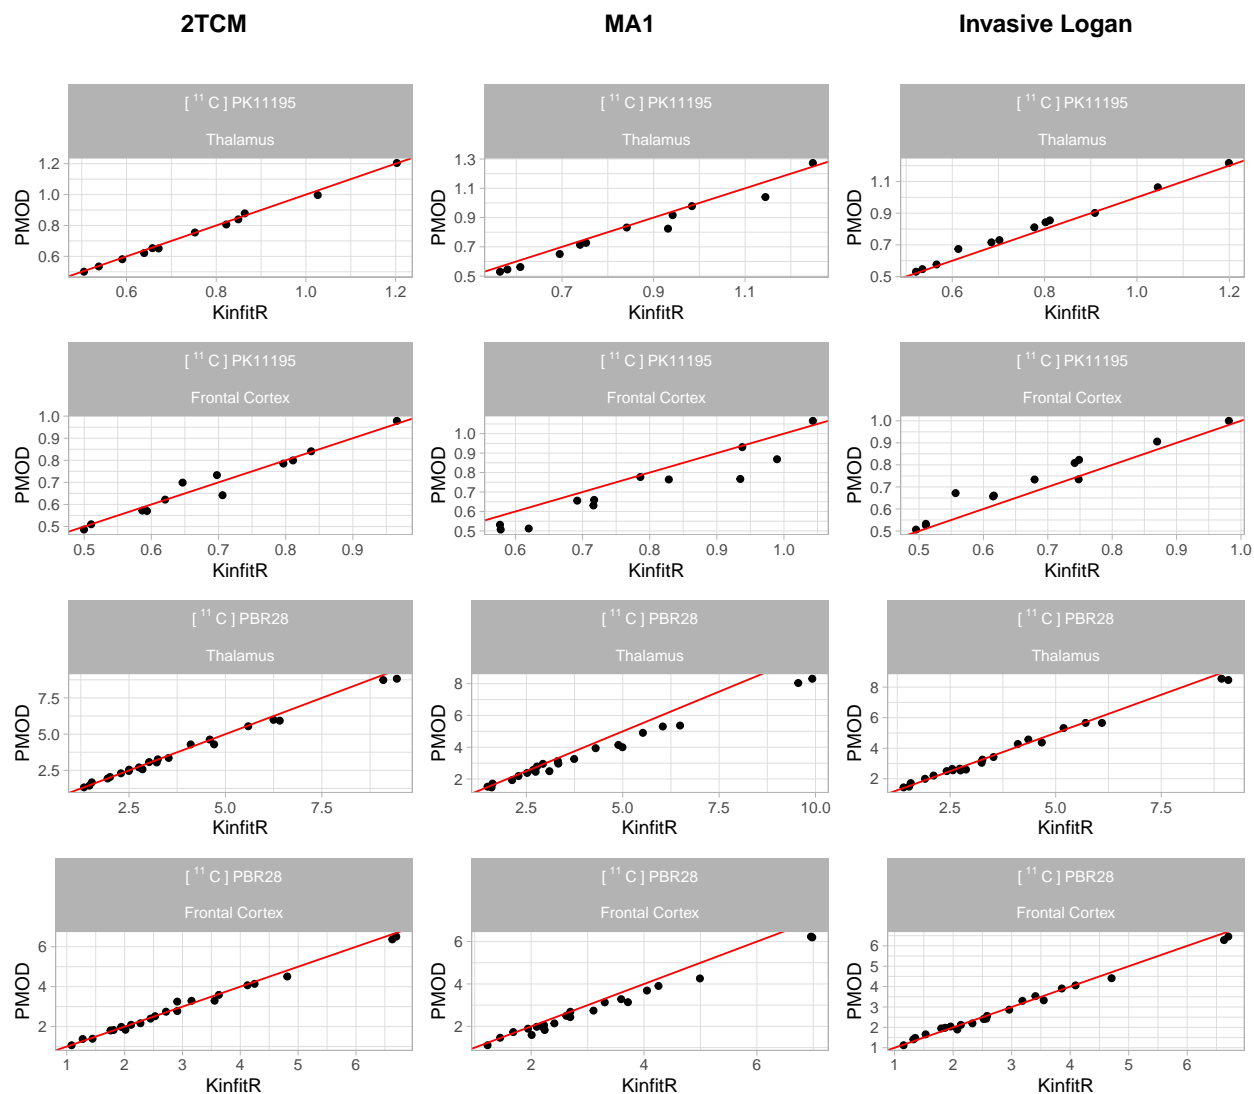 2TCM MA1 Invasive Logan
[ ¹¹ C ] PK11195 [ ¹¹ C ] PK11195 [ ¹¹ C ] PK11195
Thalamus Thalamus Thalamus
PMOD 1.2 1.0 0.8 0.6 PMOD 1.3 1.1 0.9 0.7 0.5 PMOD 1.1 0.9 0.7 0.5
0.6 0.8 1.0 1.2 0.7 0.9 1.1 0.6 0.8 1.0 1.2
KinfitR KinfitR KinfitR
[ ¹¹ C ] PK11195 [ ¹¹ C ] PK11195 [ ¹¹ C ] PK11195
Frontal Cortex Frontal Cortex Frontal Cortex
PMOD 1.0 0.9 0.8 0.7 0.6 0.5 PMOD 1.0 0.9 0.8 0.7 0.6 0.5 PMOD 1.0 0.9 0.8 0.7 0.6 0.5
0.5 0.6 0.7 0.8 0.9 0.6 0.7 0.8 0.9 1.0 0.5 0.6 0.7 0.8 0.9 1.0
KinfitR KinfitR KinfitR
[ ¹¹ C ] PBR28 [ ¹¹ C ] PBR28 [ ¹¹ C ] PBR28
Thalamus Thalamus Thalamus
PMOD 7.5 5.0 2.5 PMOD 8 6 4 2 PMOD 8 6 4 2
2.5 5.0 7.5 2.5 5.0 7.5 10.0 2.5 5.0 7.5
KinfitR KinfitR KinfitR
[ ¹¹ C ] PBR28 [ ¹¹ C ] PBR28 [ ¹¹ C ] PBR28
Frontal Cortex Frontal Cortex Frontal Cortex
PMOD 6 4 2 PMOD 6 4 2 PMOD 6 5 4 3 2 1
1 2 3 4 5 6 2 4 6 1 2 3 4 5 6
KinfitR KinfitR KinfitR